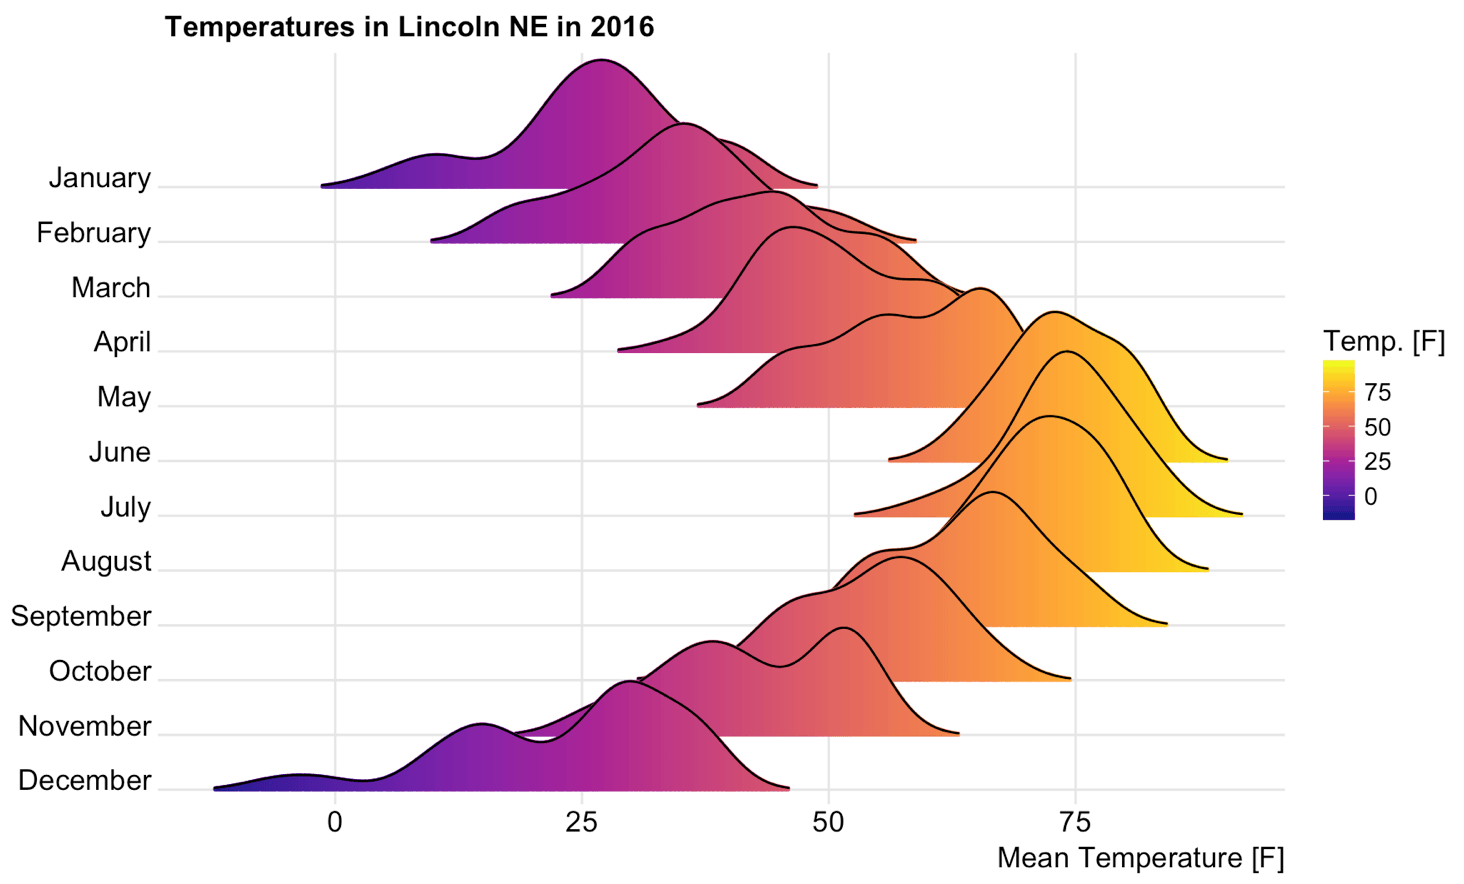 Temperatures in Lincoln NE in 2016
January
February
March
April
May
June
July
August
September
October
November
December
0 25 50 75
Mean Temperature [F]
Temp. [F]
75
50
25
0